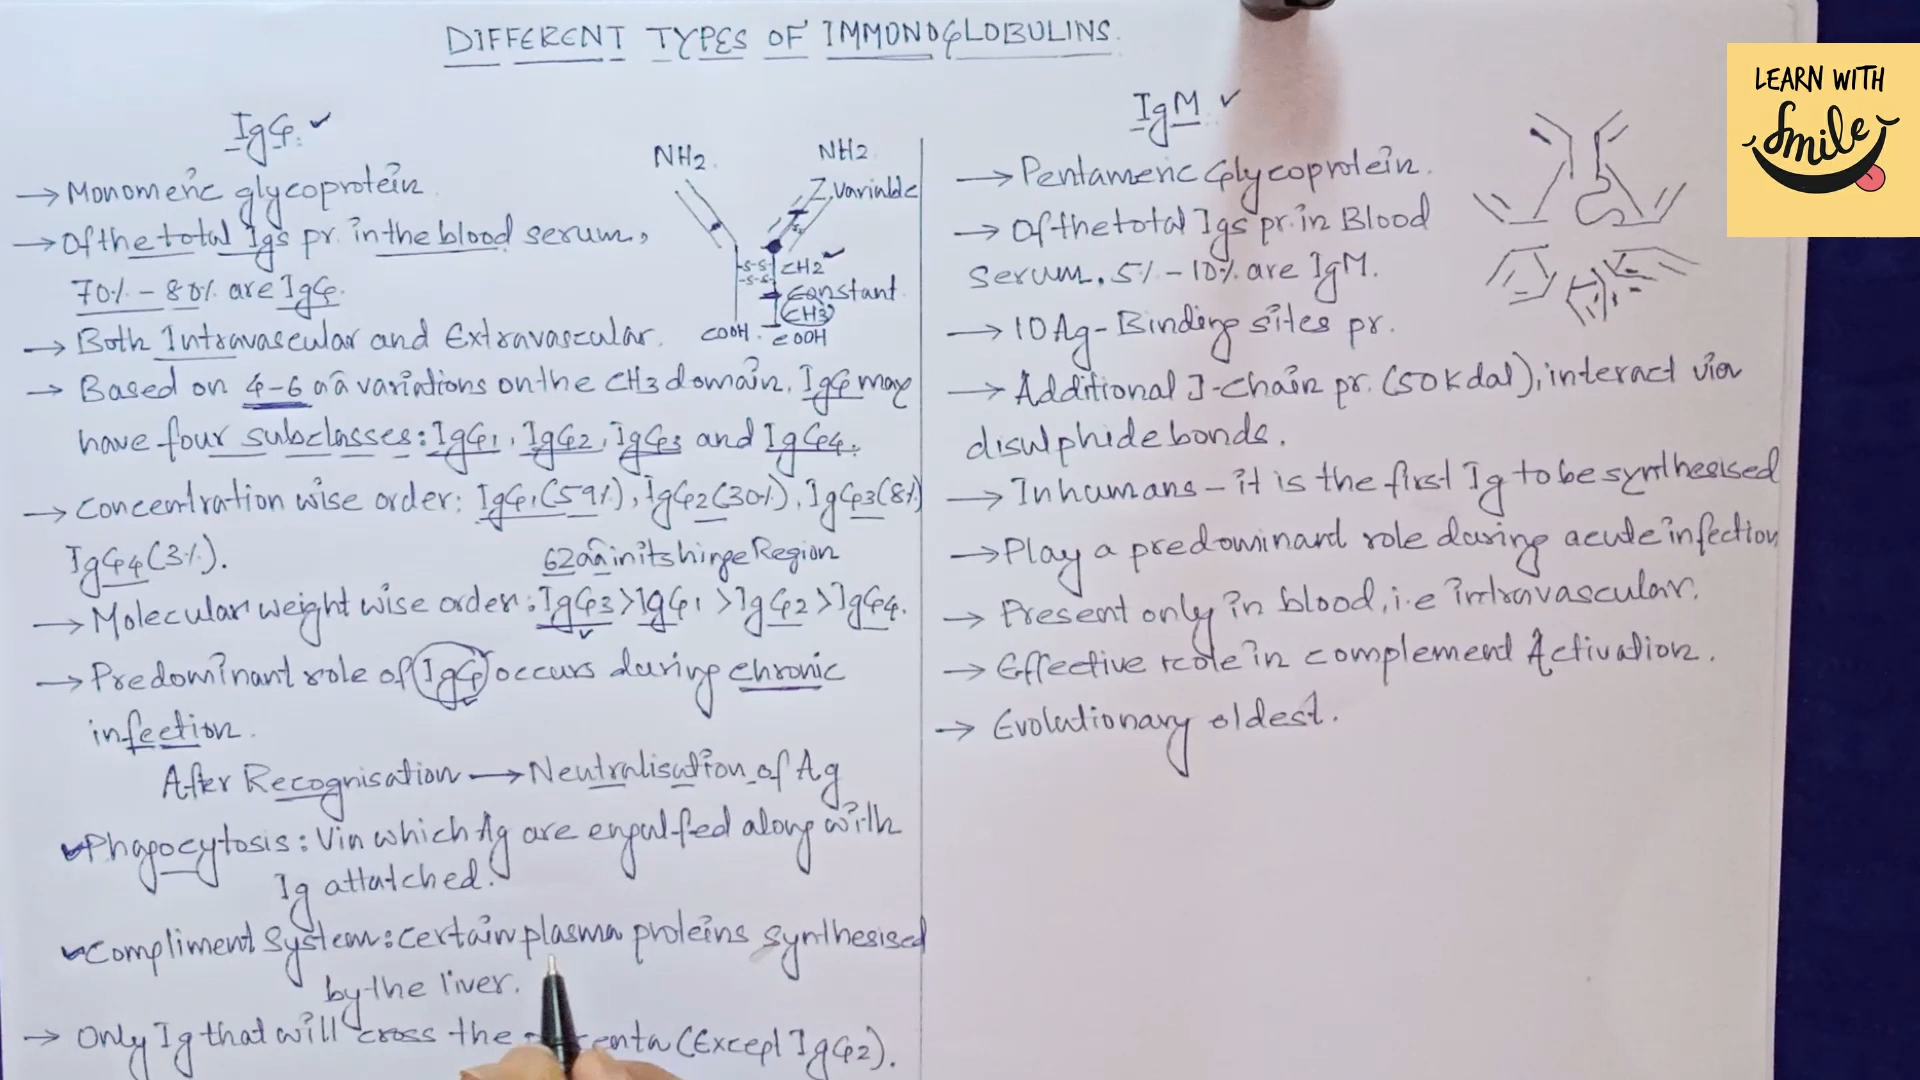 DIFFERENT TYPES OF IMMONOGLOBULINS.
IgG
→ Monomeric glycoprotein
→ Of the total Igs pr. in the blood serum,
70% - 80% are IgG.
→ Both Intravascular and Extravascular.
→ Based on 4-6 aa variations on the CH3 domain, IgG may
have four subclasses: IgG1, IgG2, IgG3 and IgG4.
→ Concentration wise order: IgG1(59%), IgG2(30%), IgG3(8%)
IgG4(3%).
62 aa in its hinge Region
→ Molecular weight wise order: IgG3 > IgG1 > IgG2 > IgG4.
→ Predominant role of IgG occurs during chronic
infection.
After Recognisation → Neutralisation of Ag
Phagocytosis: Via which Ag are engulfed along with
Ig attatched.
Compliment System: certain plasma proteins synthesised
by the liver.
→ Only Ig that will cross the (Except IgG2).
NH2 NH2
variable
-S-S- CH2
-S-S-
constant
CH3
COOH COOH
IgM
→ Pentameric Glycoprotein.
→ Of the total Igs pr. in Blood
serum, 5% - 10% are IgM.
→ 10 Ag-Binding sites pr.
→ Additional J-chain pr. (50Kdal), interact via
disulphide bonds.
→ In humans - it is the first Ig to be synthesised
→ Play a predominant role during acute infection
→ Present only in blood, i.e intravascular.
→ Effective role in complement Activation.
→ Evolutionary oldest.
LEARN WITH
Smile